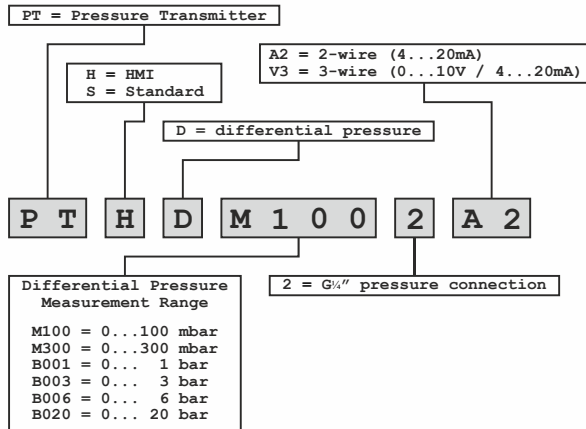 PT = Pressure Transmitter
A2 = 2-wire (4...20mA)
V3 = 3-wire (0...10V / 4...20mA)
H = HMI
S = Standard
D = differential pressure
P T H D M 1 0 0 2 A 2
Differential Pressure
Measurement Range
M100 = 0...100 mbar
M300 = 0...300 mbar
B001 = 0... 1 bar
B003 = 0... 3 bar
B006 = 0... 6 bar
B020 = 0... 20 bar
2 = G¼" pressure connection